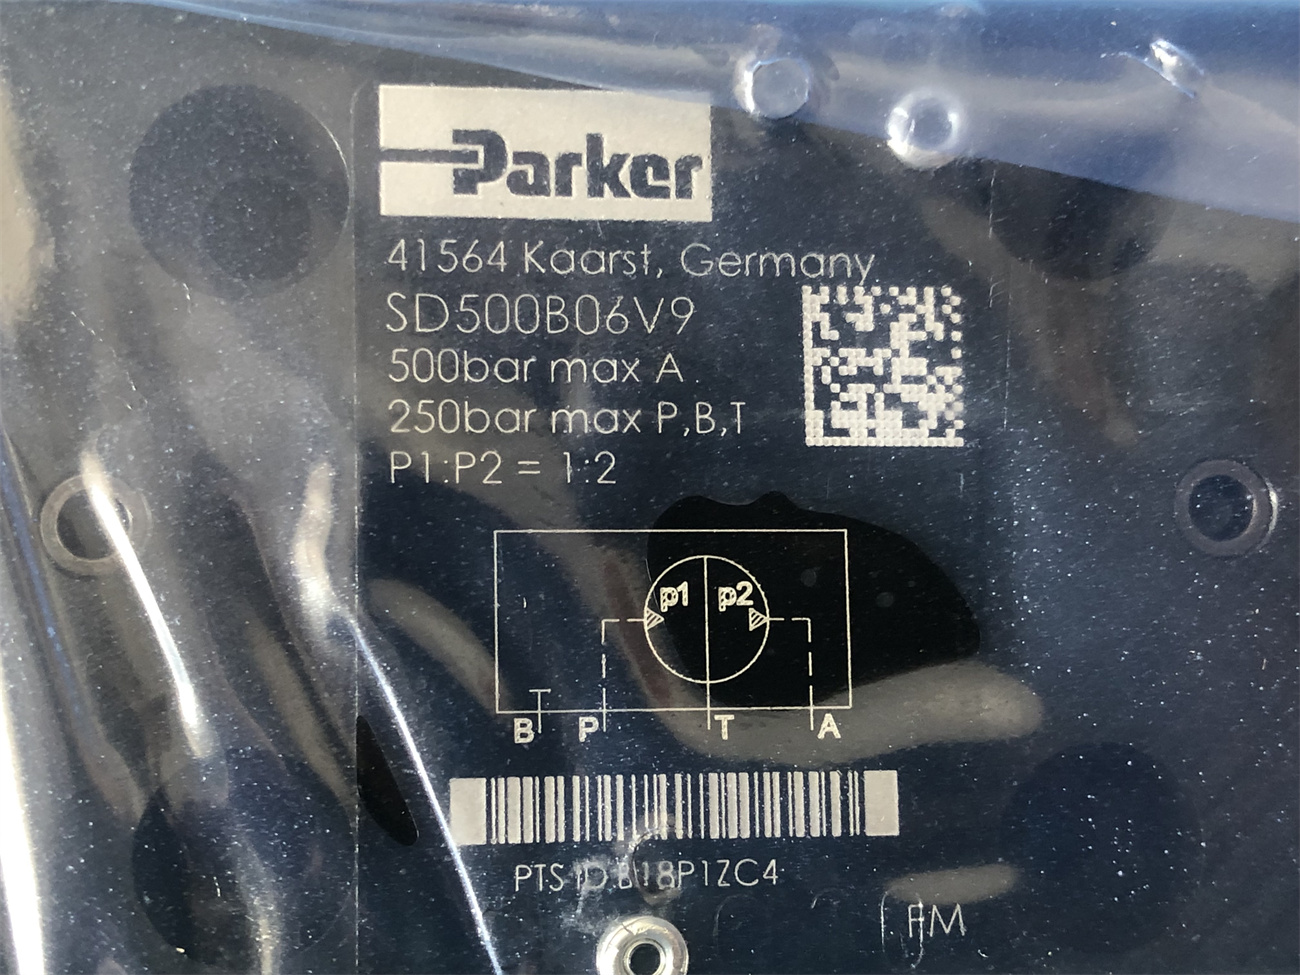 Parker
41564 Kaarst, Germany
SD500B06V9
500bar max A
250bar max P,B,T
P1:P2 = 1:2
p1 p2
B P T A
PTS ID B18P1ZC4
FM